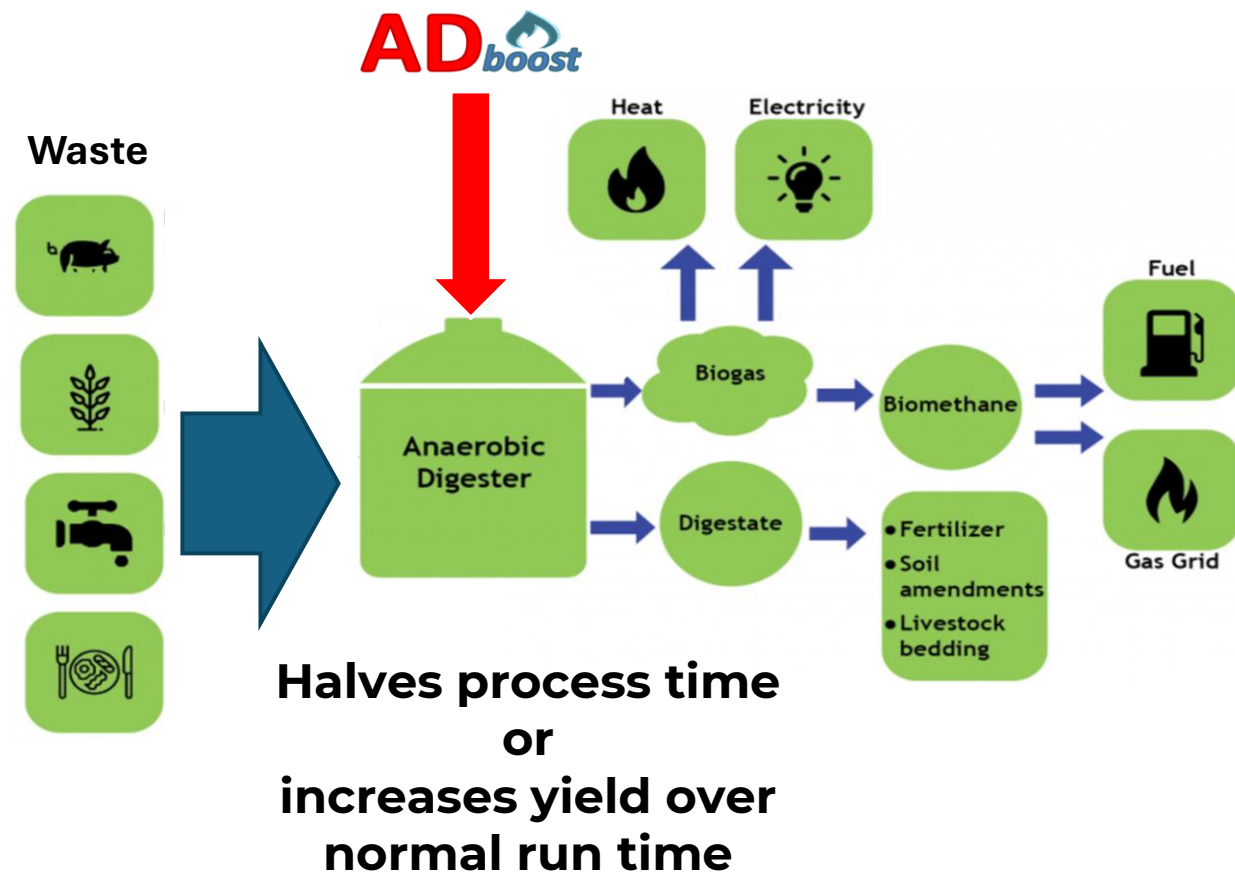 ADboost
Waste
Heat
Electricity
Fuel
Anaerobic
Digester
Biogas
Biomethane
Digestate
• Fertilizer
• Soil
amendments
• Livestock
bedding
Gas Grid
Halves process time
or
increases yield over
normal run time